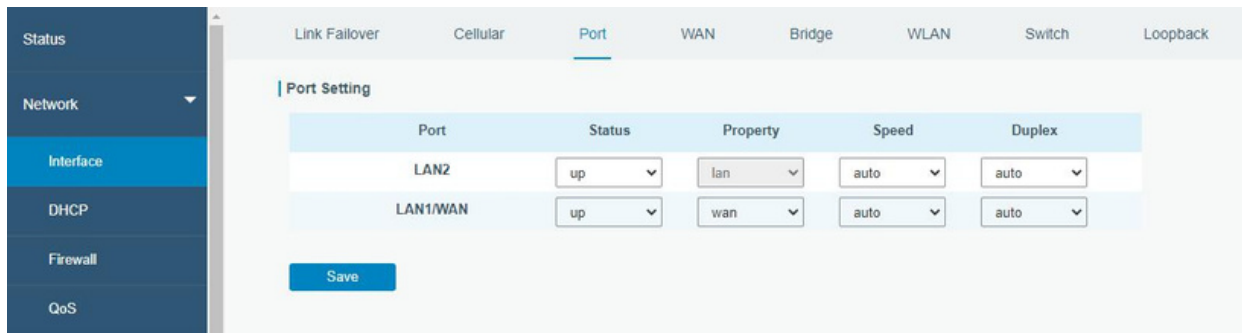 Status
Network
Interface
DHCP
Firewall
QoS
Link Failover Cellular Port WAN Bridge WLAN Switch Loopback
Port Setting
Port Status Property Speed Duplex
LAN2 up lan auto auto
LAN1/WAN up wan auto auto
Save